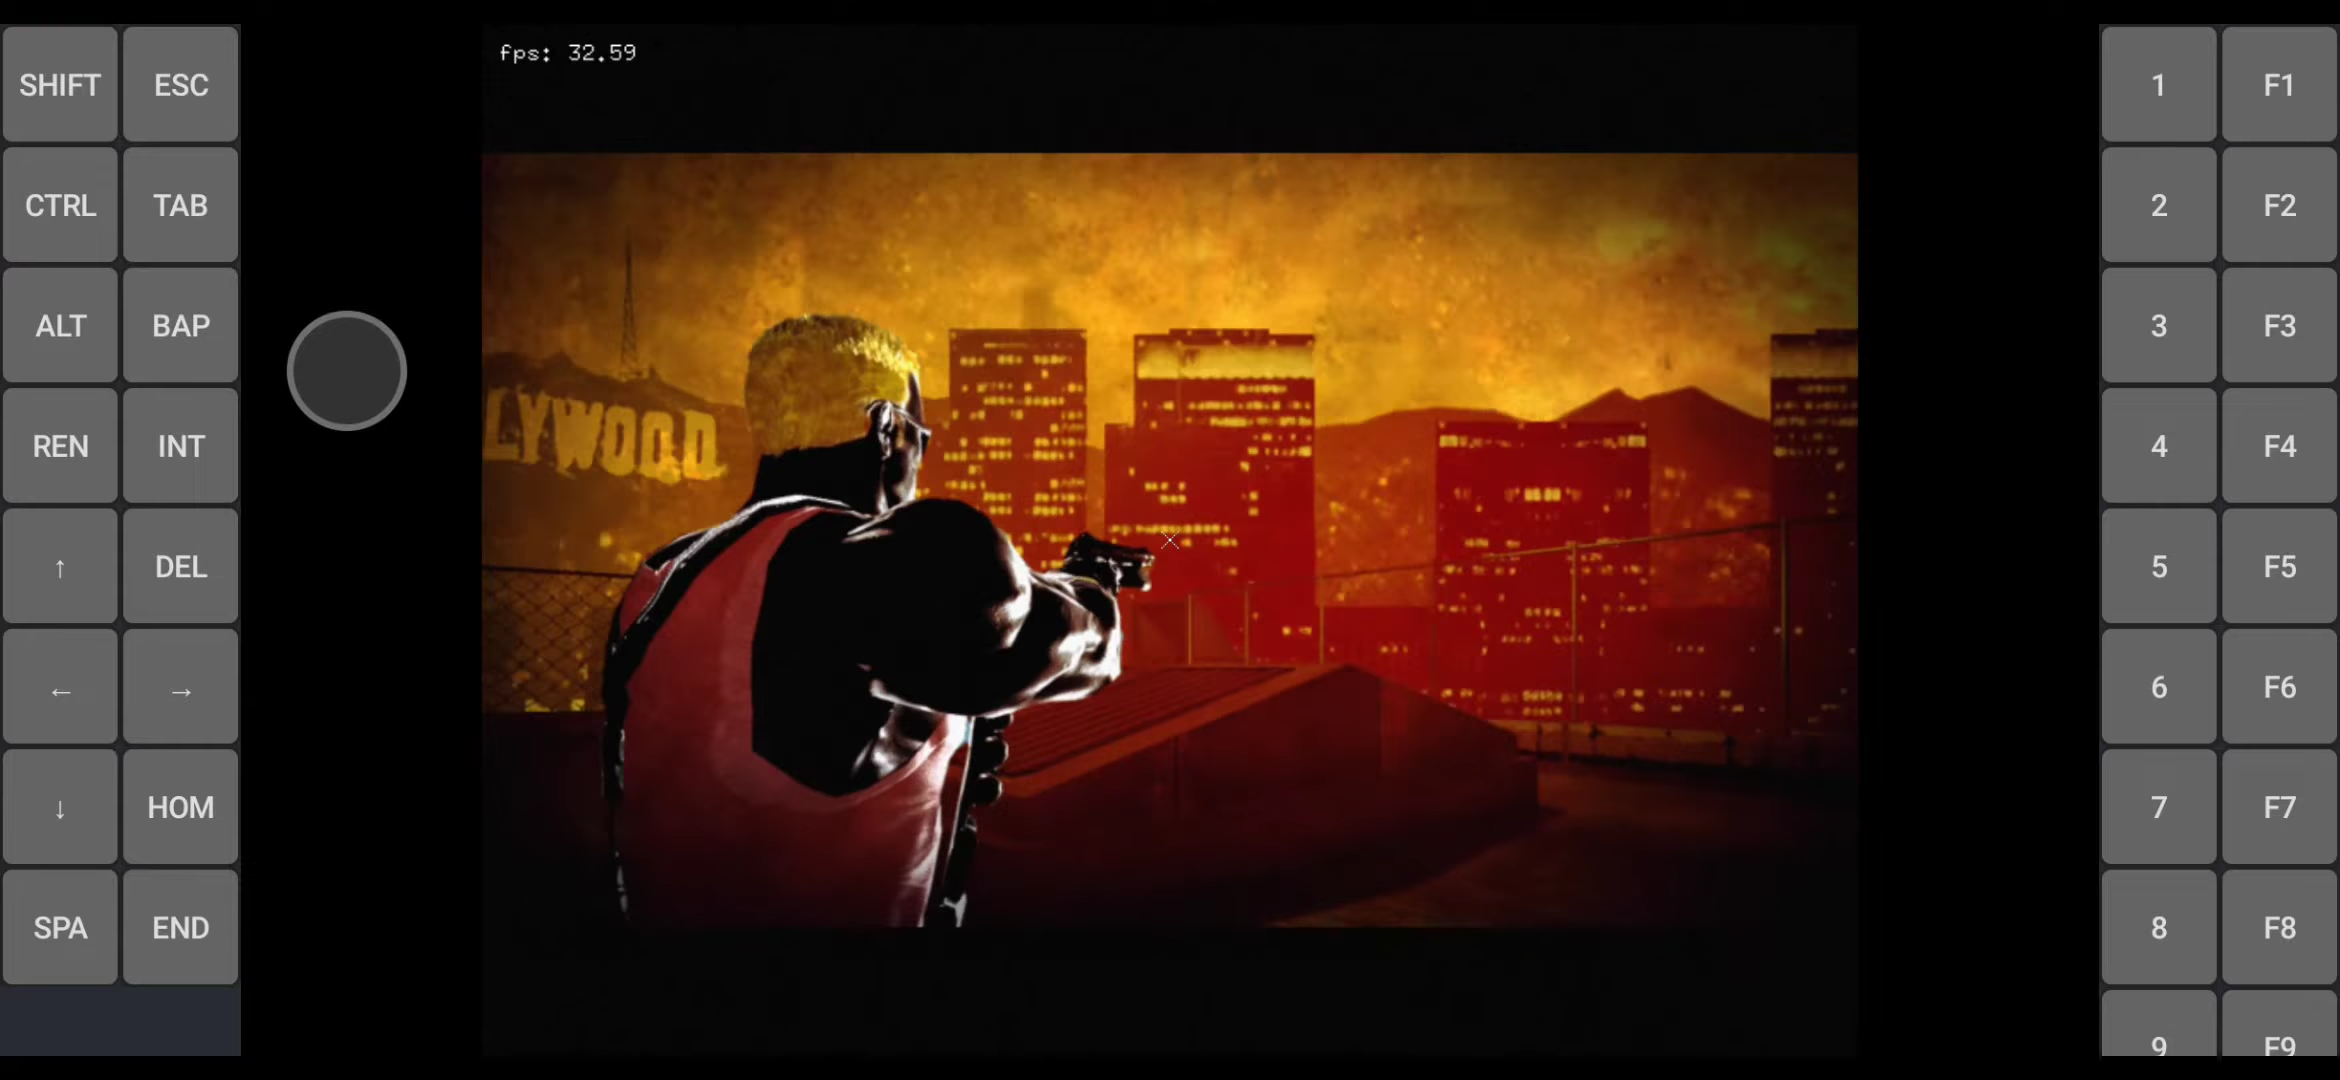 fps: 32.59
SHIFT ESC
CTRL TAB
ALT BAP
REN INT
↑ DEL
← →
↓ HOM
SPA END
LYWOOD
1 F1
2 F2
3 F3
4 F4
5 F5
6 F6
7 F7
8 F8
9 F9